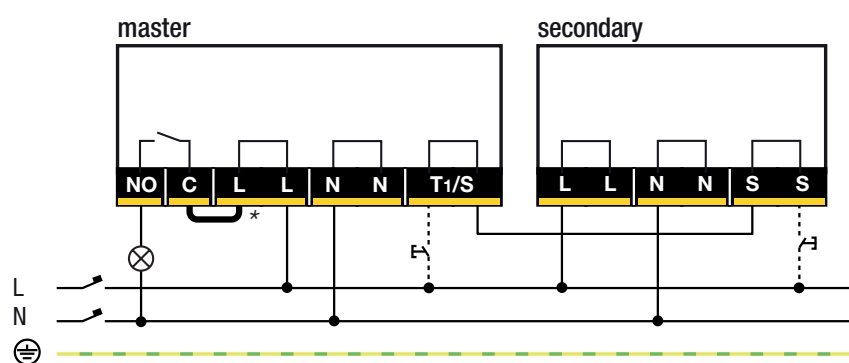 master
secondary
NO C L L N N T1/S
L L N N S S
*
L
N